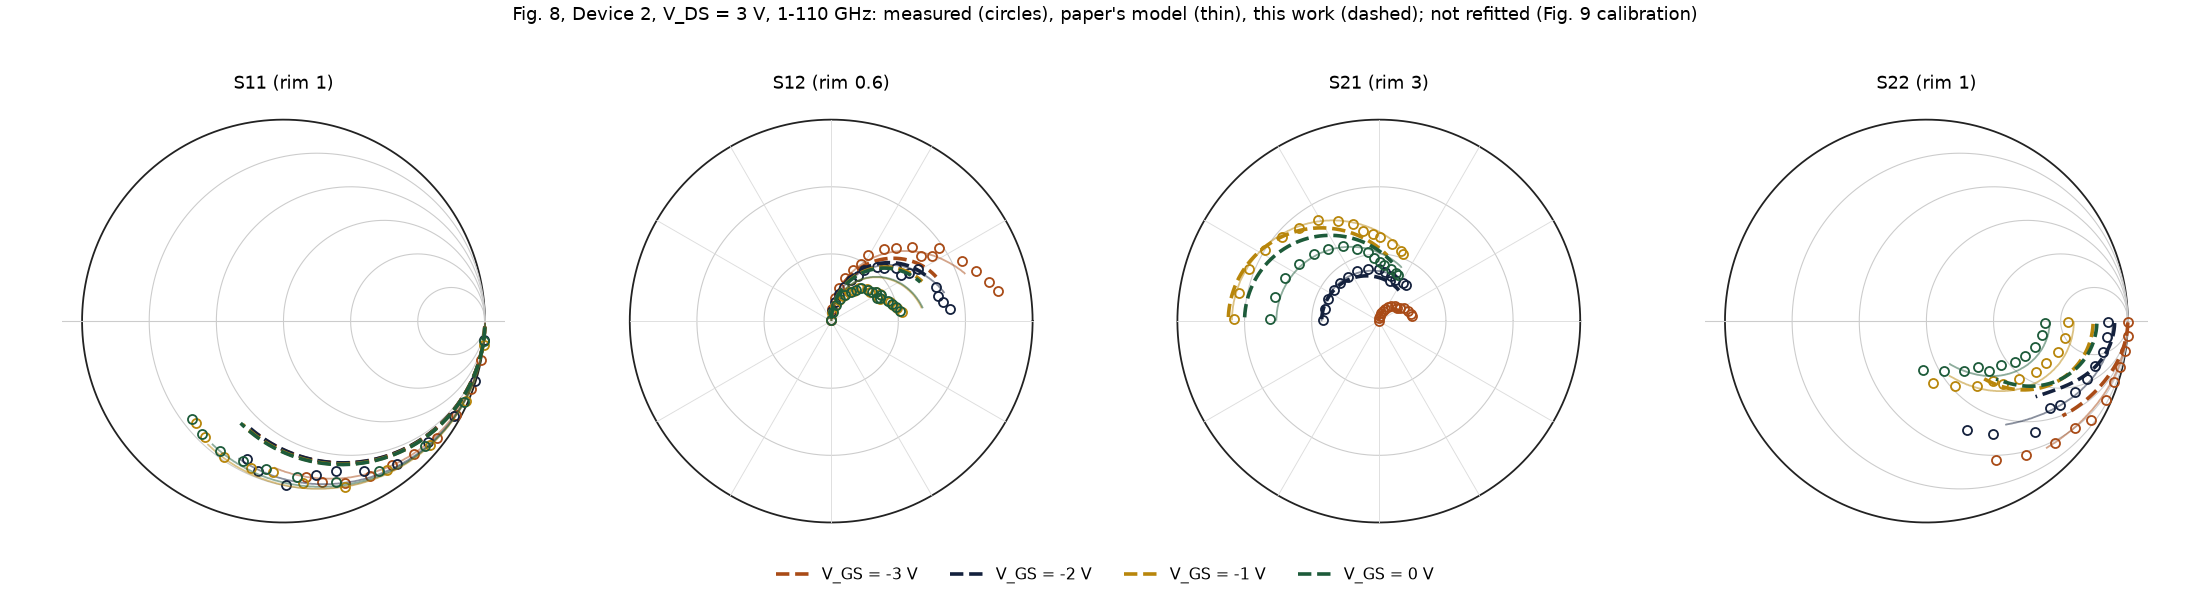 Fig. 8, Device 2, V_DS = 3 V, 1-110 GHz: measured (circles), paper's model (thin), this work (dashed); not refitted (Fig. 9 calibration)
S11 (rim 1)
S12 (rim 0.6)
S21 (rim 3)
S22 (rim 1)
V_GS = -3 V
V_GS = -2 V
V_GS = -1 V
V_GS = 0 V